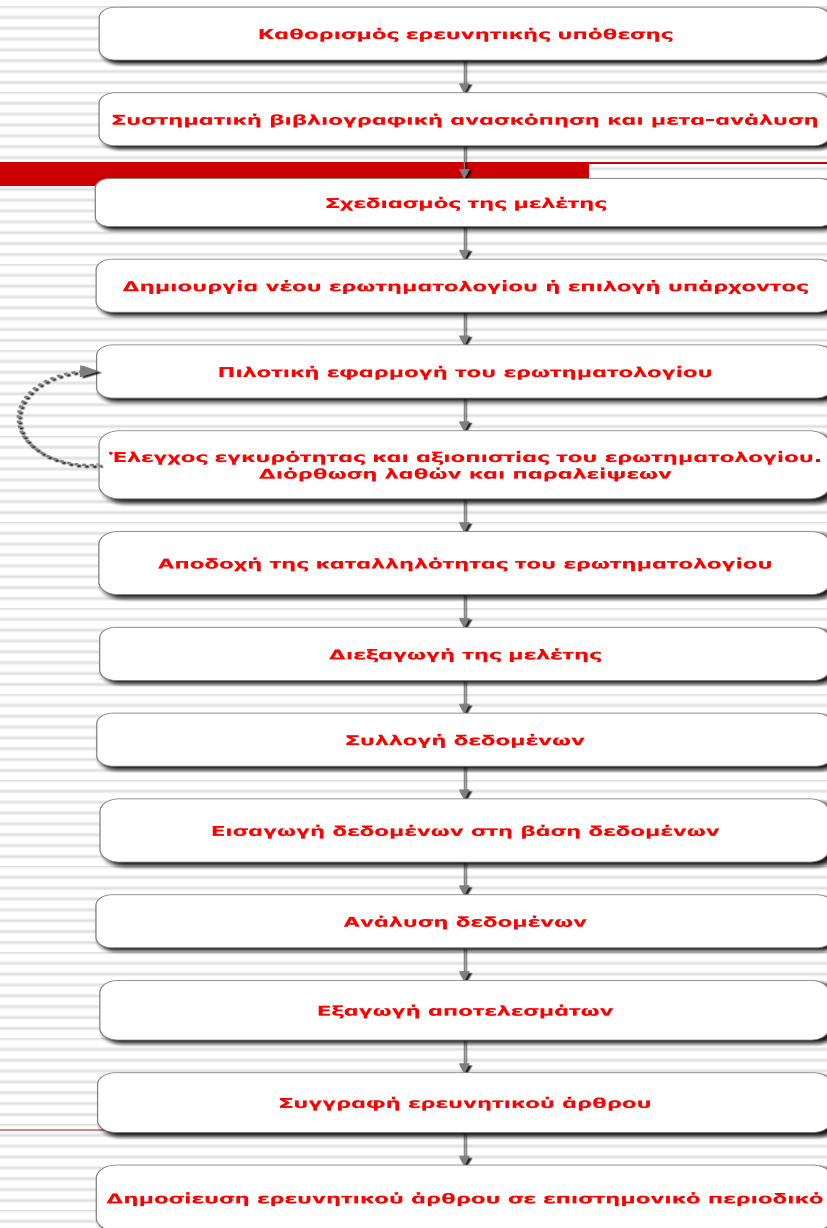 Καθορισμός ερευνητικής υπόθεσης
Συστηματική βιβλιογραφική ανασκόπηση και μετα-ανάλυση
Σχεδιασμός της μελέτης
Δημιουργία νέου ερωτηματολογίου ή επιλογή υπάρχοντος
Πιλοτική εφαρμογή του ερωτηματολογίου
Έλεγχος εγκυρότητας και αξιοπιστίας του ερωτηματολογίου.
Διόρθωση λαθών και παραλείψεων
Αποδοχή της καταλληλότητας του ερωτηματολογίου
Διεξαγωγή της μελέτης
Συλλογή δεδομένων
Εισαγωγή δεδομένων στη βάση δεδομένων
Ανάλυση δεδομένων
Εξαγωγή αποτελεσμάτων
Συγγραφή ερευνητικού άρθρου
Δημοσίευση ερευνητικού άρθρου σε επιστημονικό περιοδικό